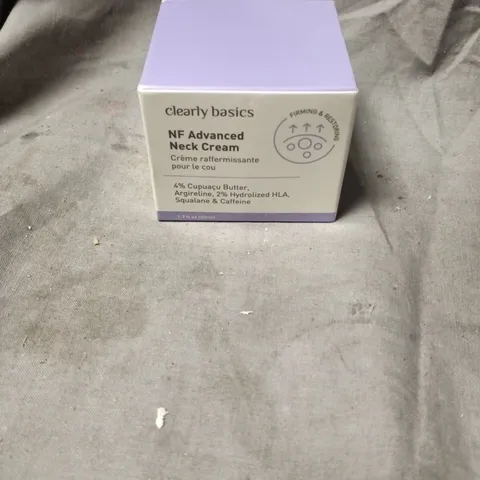 clearly basics
FIRMING & RESTORING
NF Advanced
Neck Cream
Crème raffermissante
pour le cou
4% Cupuaçu Butter,
Argireline, 2% Hydrolized HLA,
Squalane & Caffeine